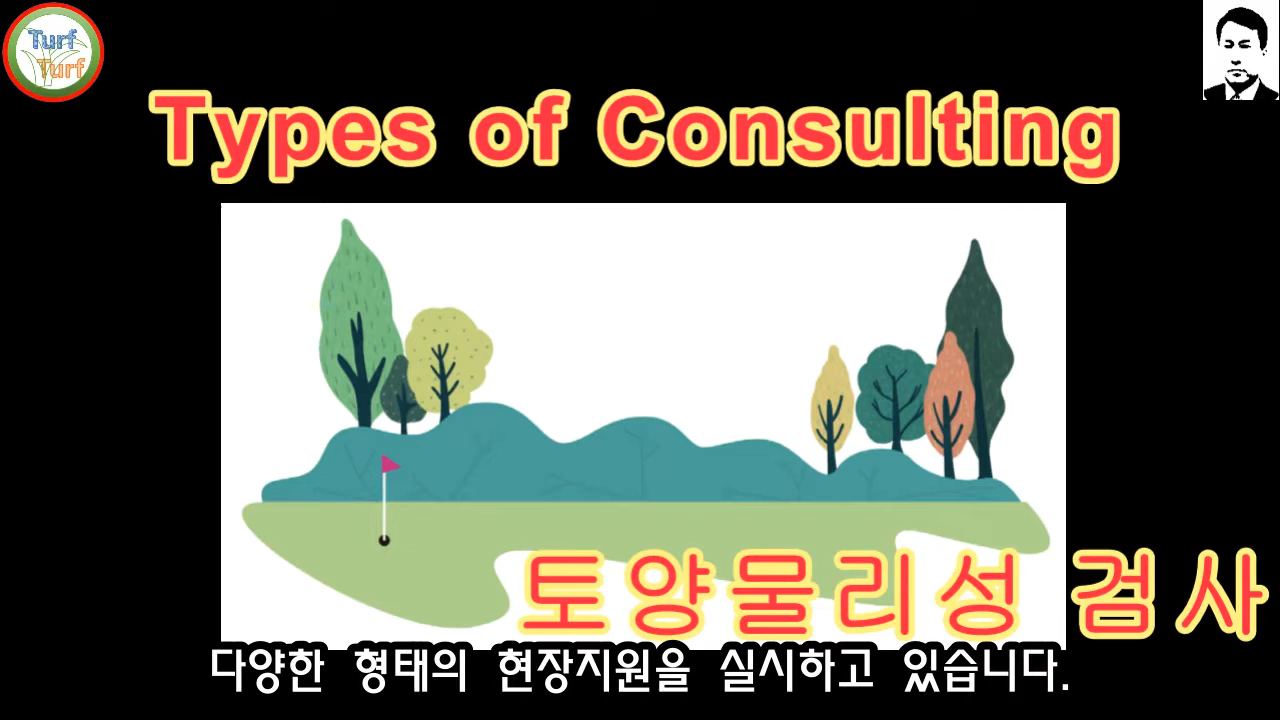 Turf
Turf
Types of Consulting
토양물리성 검사
다양한 형태의 현장지원을 실시하고 있습니다.